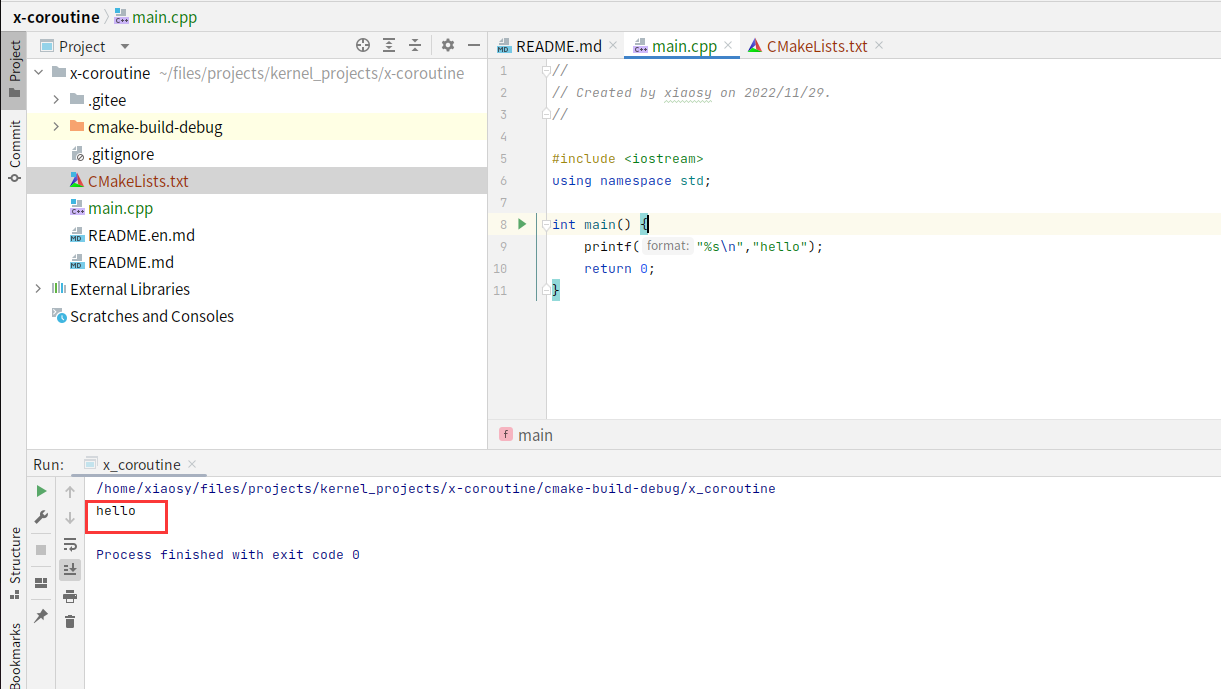 x-coroutine main.cpp
Project
Commit
Structure
Bookmarks
Project
x-coroutine ~/files/projects/kernel_projects/x-coroutine
.gitee
cmake-build-debug
.gitignore
CMakeLists.txt
main.cpp
README.en.md
README.md
External Libraries
Scratches and Consoles
README.md main.cpp CMakeLists.txt
1 //
2 // Created by xiaosy on 2022/11/29.
3 //
4
5 #include <iostream>
6 using namespace std;
7
8 int main() {
9 printf( format: "%s\n","hello");
10 return 0;
11 }
f main
Run: x_coroutine
/home/xiaosy/files/projects/kernel_projects/x-coroutine/cmake-build-debug/x_coroutine
hello
Process finished with exit code 0